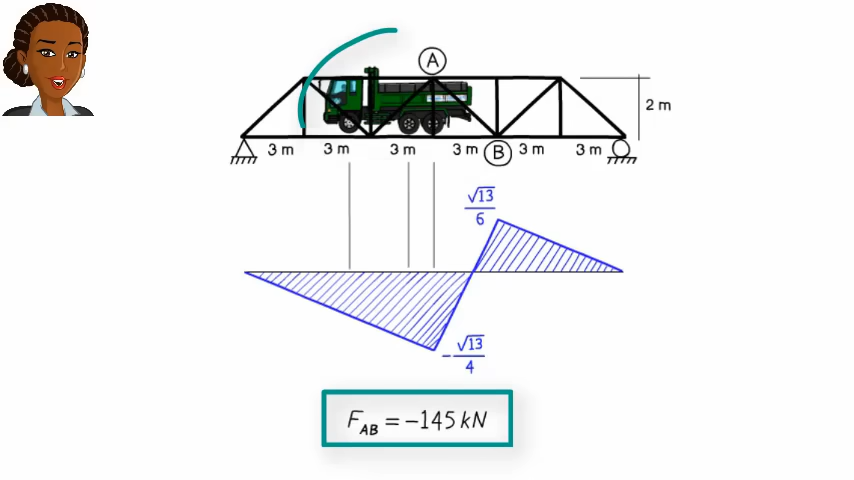 A
2 m
3 m 3 m 3 m 3 m B 3 m 3 m
√13
6
-√13
4
F_AB = -145 kN